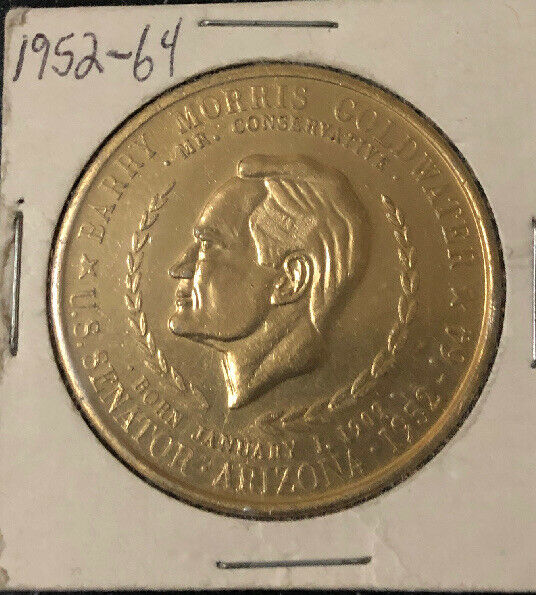 1952-64
★ BARRY MORRIS GOLDWATER ★
· MR. CONSERVATIVE ·
· BORN JANUARY 1, 1909 ·
U.S. SENATOR · ARIZONA · 1952-64